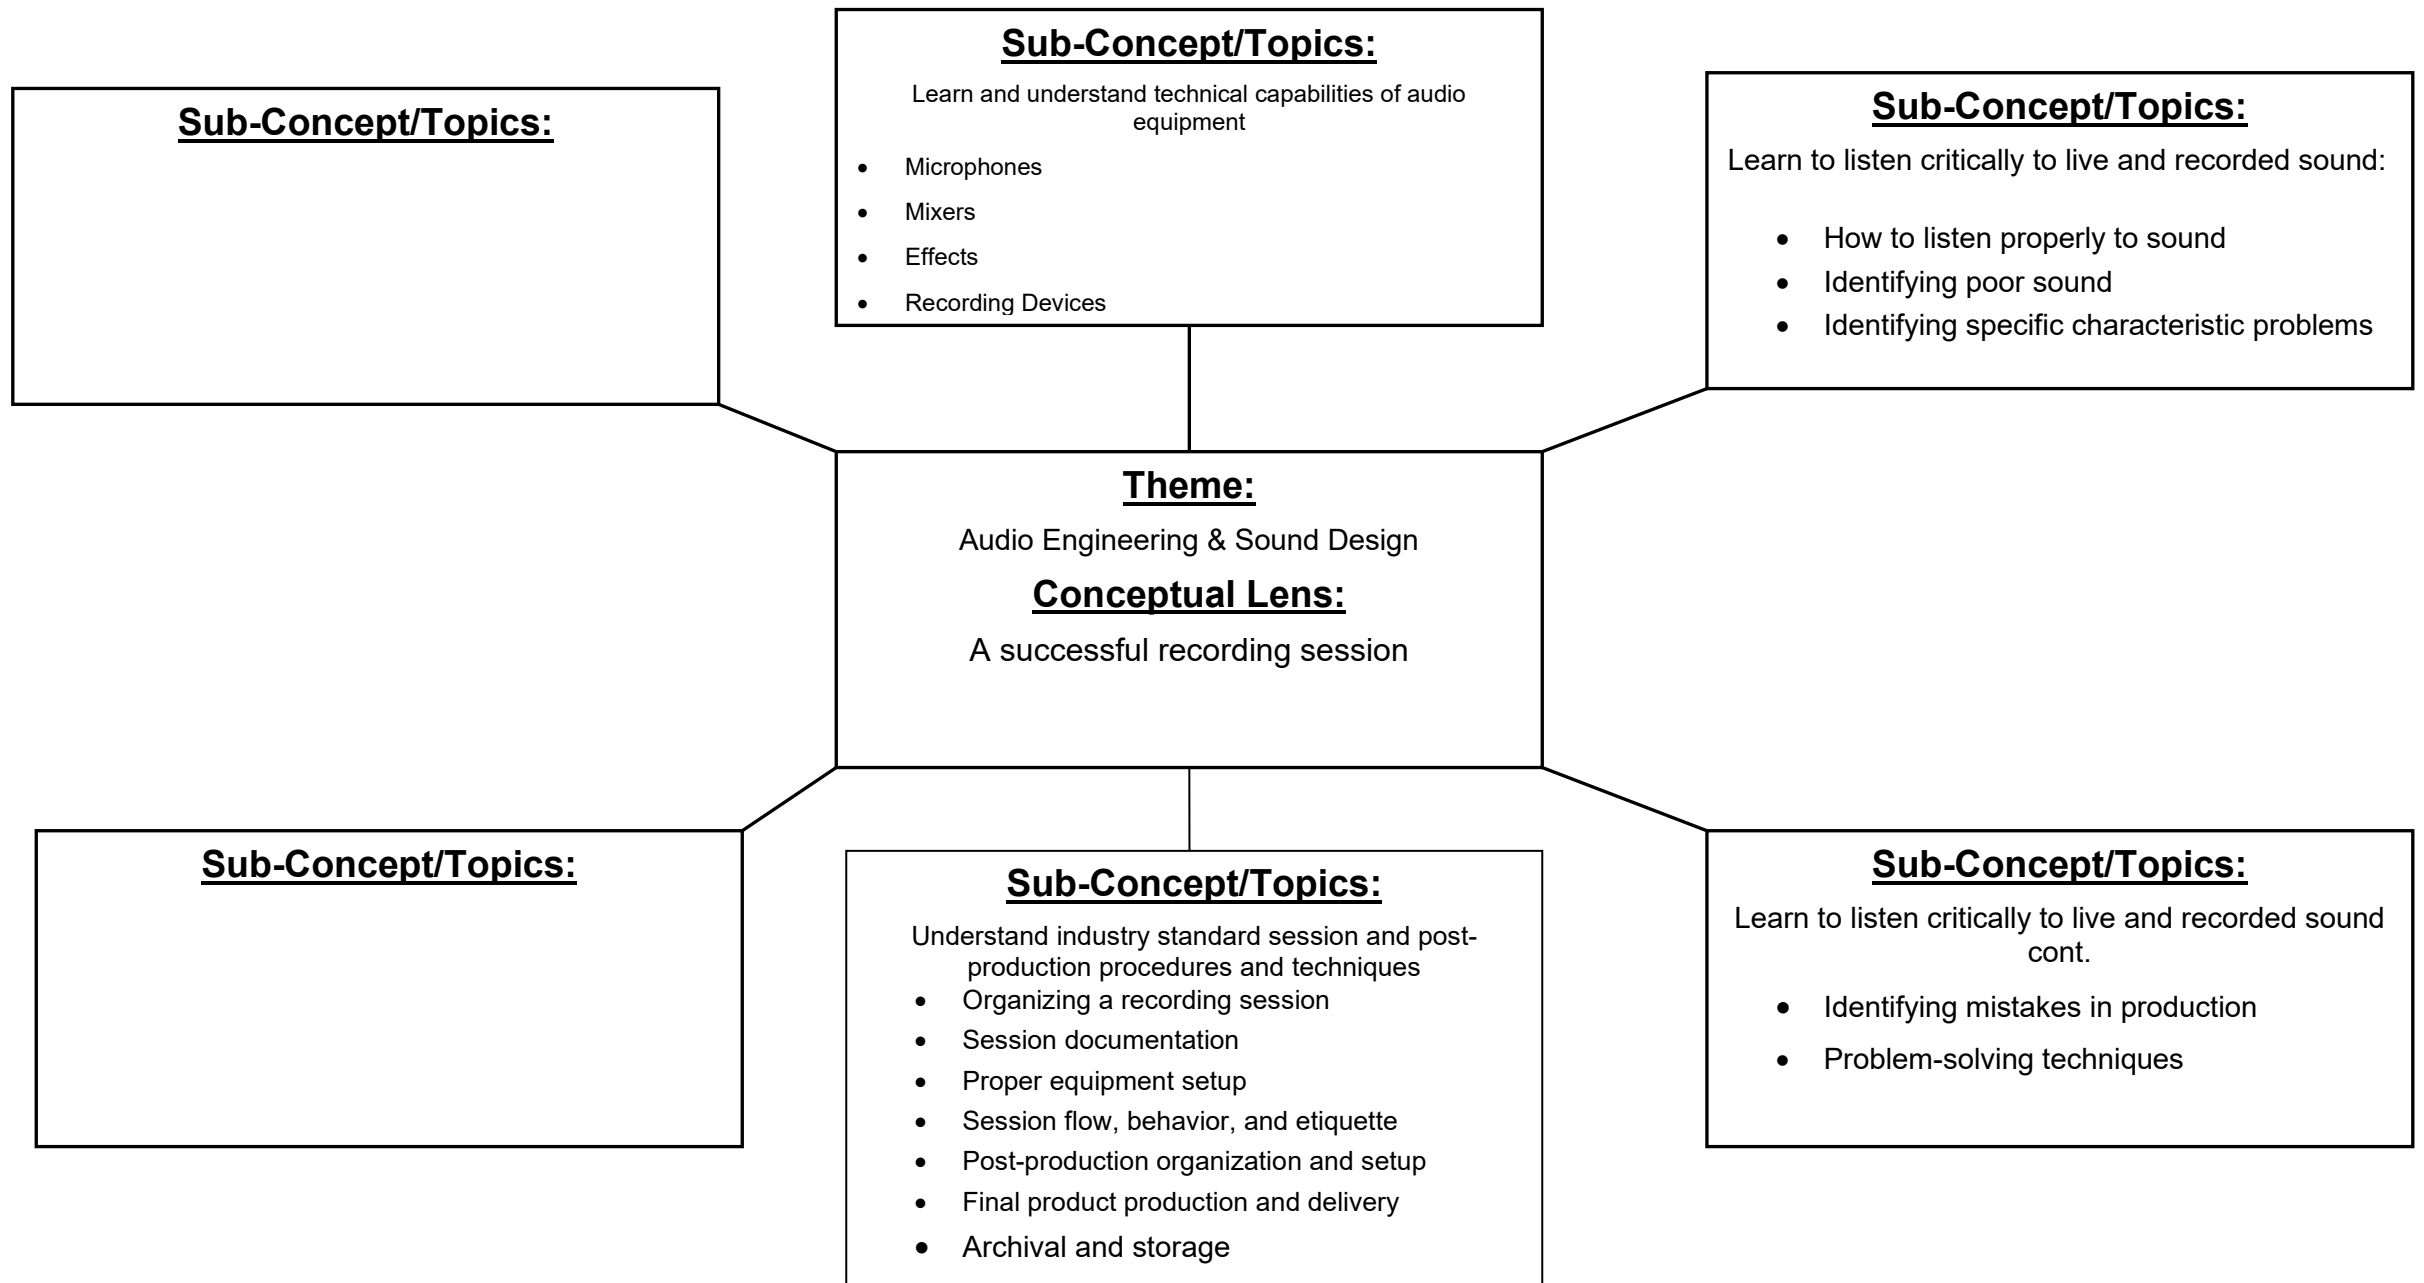 Sub-Concept/Topics:
Sub-Concept/Topics:
Learn and understand technical capabilities of audio
equipment
• Microphones
• Mixers
• Effects
• Recording Devices
Sub-Concept/Topics:
Learn to listen critically to live and recorded sound:
• How to listen properly to sound
• Identifying poor sound
• Identifying specific characteristic problems
Theme:
Audio Engineering & Sound Design
Conceptual Lens:
A successful recording session
Sub-Concept/Topics:
Sub-Concept/Topics:
Understand industry standard session and post-
production procedures and techniques
• Organizing a recording session
• Session documentation
• Proper equipment setup
• Session flow, behavior, and etiquette
• Post-production organization and setup
• Final product production and delivery
• Archival and storage
Sub-Concept/Topics:
Learn to listen critically to live and recorded sound
cont.
• Identifying mistakes in production
• Problem-solving techniques